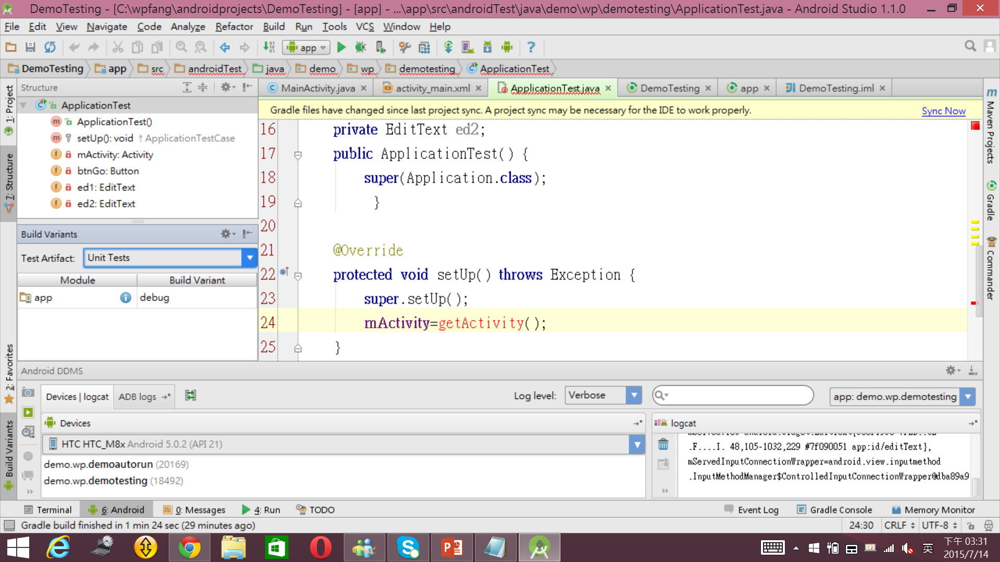 DemoTesting - [C:\wpfang\androidprojects\DemoTesting] - [app] - ...\app\src\androidTest\java\demo\wp\demotesting\ApplicationTest.java - Android Studio 1.1.0
File Edit View Navigate Code Analyze Refactor Build Run Tools VCS Window Help
app
DemoTesting app src androidTest java demo wp demotesting ApplicationTest
Structure
MainActivity.java activity_main.xml ApplicationTest.java DemoTesting app DemoTesting.iml
Gradle files have changed since last project sync. A project sync may be necessary for the IDE to work properly. Sync Now
1: Project
7: Structure
2: Favorites
Build Variants
ApplicationTest
ApplicationTest()
setUp(): void ↑ApplicationTestCase
mActivity: Activity
btnGo: Button
ed1: EditText
ed2: EditText
Build Variants
Test Artifact: Unit Tests
Module Build Variant
app debug
16 private EditText ed2;
17 public ApplicationTest() {
18 super(Application.class);
19 }
20
21 @Override
22 protected void setUp() throws Exception {
23 super.setUp();
24 mActivity=getActivity();
25 }
Maven Projects
Gradle
Commander
Android DDMS
Devices | logcat ADB logs Log level: Verbose app: demo.wp.demotesting
Devices
HTC HTC_M8x Android 5.0.2 (API 21)
demo.wp.demoautorun (20169)
demo.wp.demotesting (18492)
logcat
.F....I. 48,105-1032,229 #7f090051 app:id/editText},
mServedInputConnectionWrapper=android.view.inputmethod
.InputMethodManager$ControlledInputConnectionWrapper@dba89a9
Terminal 6: Android 0: Messages 4: Run TODO Event Log Gradle Console Memory Monitor
Gradle build finished in 1 min 24 sec (29 minutes ago) 24:30 CRLF UTF-8
英
下午 03:31
2015/7/14